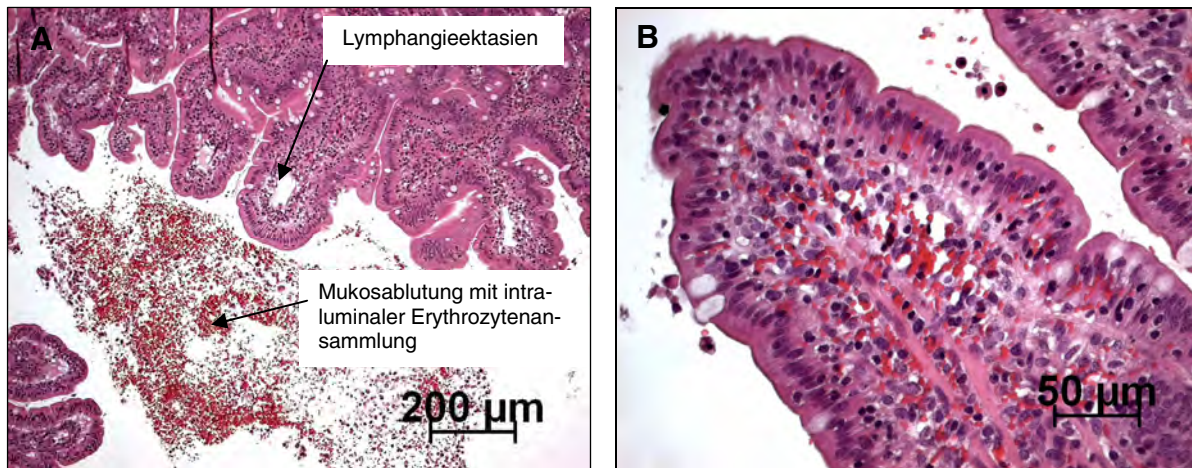 A
Lymphangieektasien
Mukosablutung mit intra-
luminaler Erythrozytenan-
sammlung
200 µm
B
50 µm